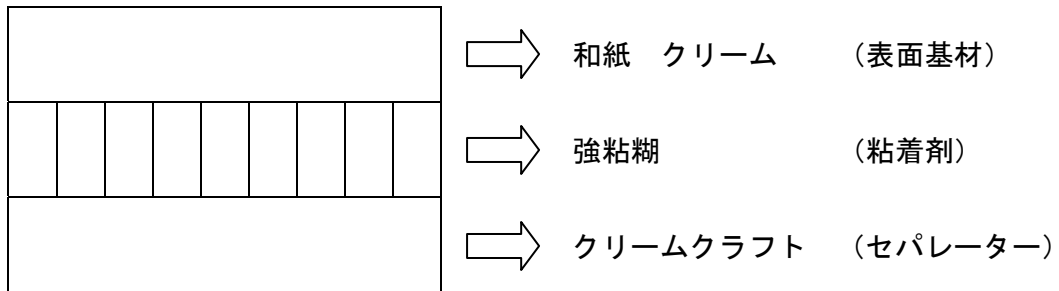 和紙　クリーム　　（表面基材）
強粘糊　　（粘着剤）
クリームクラフト　（セパレーター）